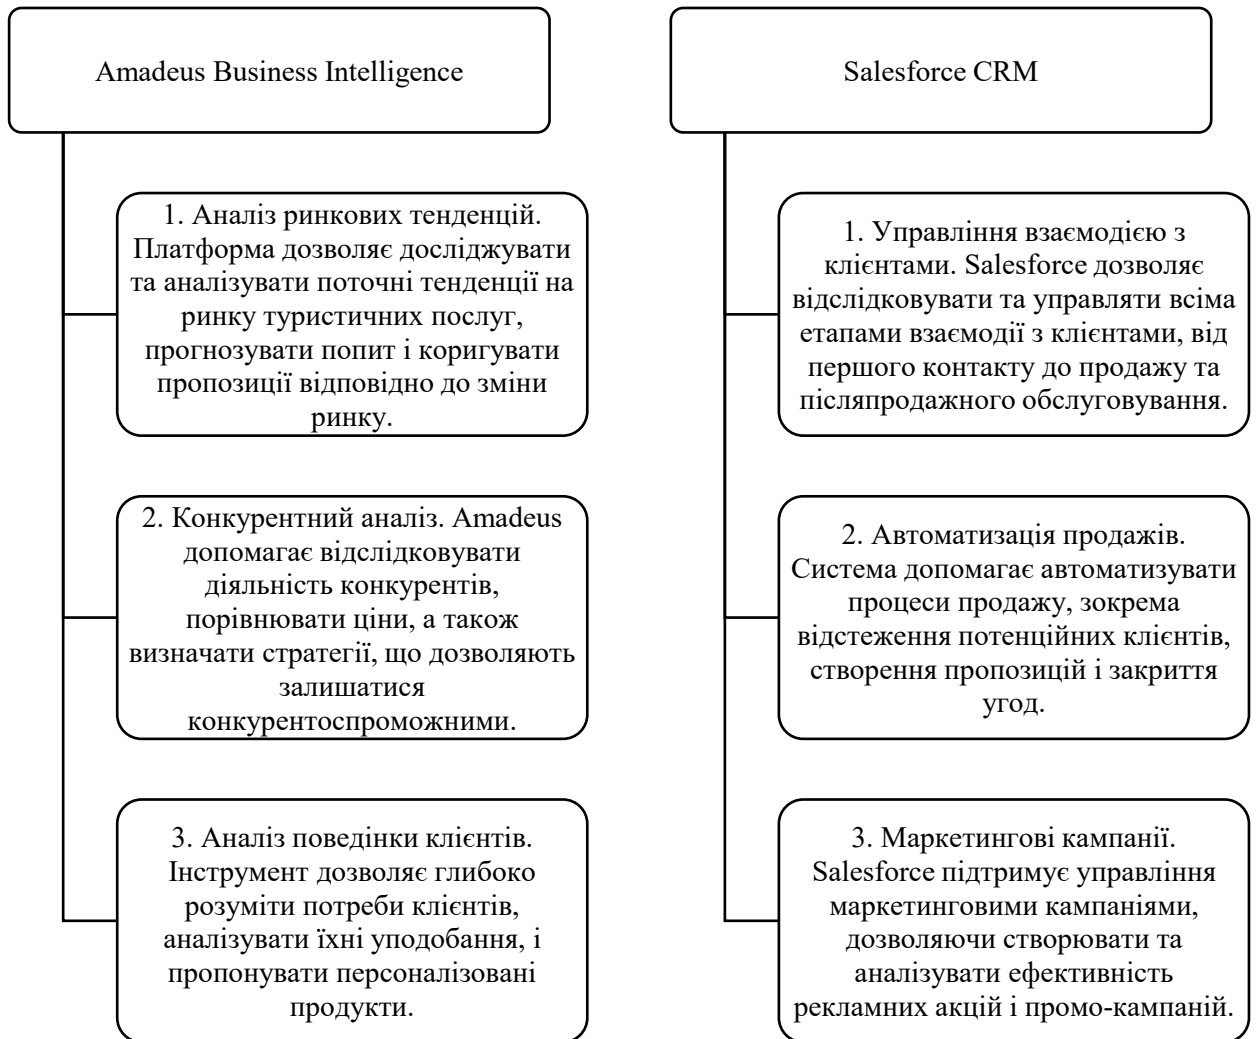 Amadeus Business Intelligence
1. Аналіз ринкових тенденцій.
Платформа дозволяє досліджувати
та аналізувати поточні тенденції на
ринку туристичних послуг,
прогнозувати попит і коригувати
пропозиції відповідно до зміни
ринку.
2. Конкурентний аналіз. Amadeus
допомагає відслідковувати
діяльність конкурентів,
порівнювати ціни, а також
визначати стратегії, що дозволяють
залишатися
конкурентоспроможними.
3. Аналіз поведінки клієнтів.
Інструмент дозволяє глибоко
розуміти потреби клієнтів,
аналізувати їхні уподобання, і
пропонувати персоналізовані
продукти.
Salesforce CRM
1. Управління взаємодією з
клієнтами. Salesforce дозволяє
відслідковувати та управляти всіма
етапами взаємодії з клієнтами, від
першого контакту до продажу та
післяпродажного обслуговування.
2. Автоматизація продажів.
Система допомагає автоматизувати
процеси продажу, зокрема
відстеження потенційних клієнтів,
створення пропозицій і закриття
угод.
3. Маркетингові кампанії.
Salesforce підтримує управління
маркетинговими кампаніями,
дозволяючи створювати та
аналізувати ефективність
рекламних акцій і промо-кампаній.